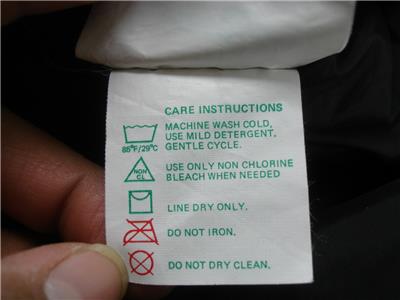 CARE INSTRUCTIONS
MACHINE WASH COLD,
USE MILD DETERGENT.
GENTLE CYCLE.
85°F/29°C
NON
CL
USE ONLY NON CHLORINE
BLEACH WHEN NEEDED
LINE DRY ONLY.
DO NOT IRON.
DO NOT DRY CLEAN.